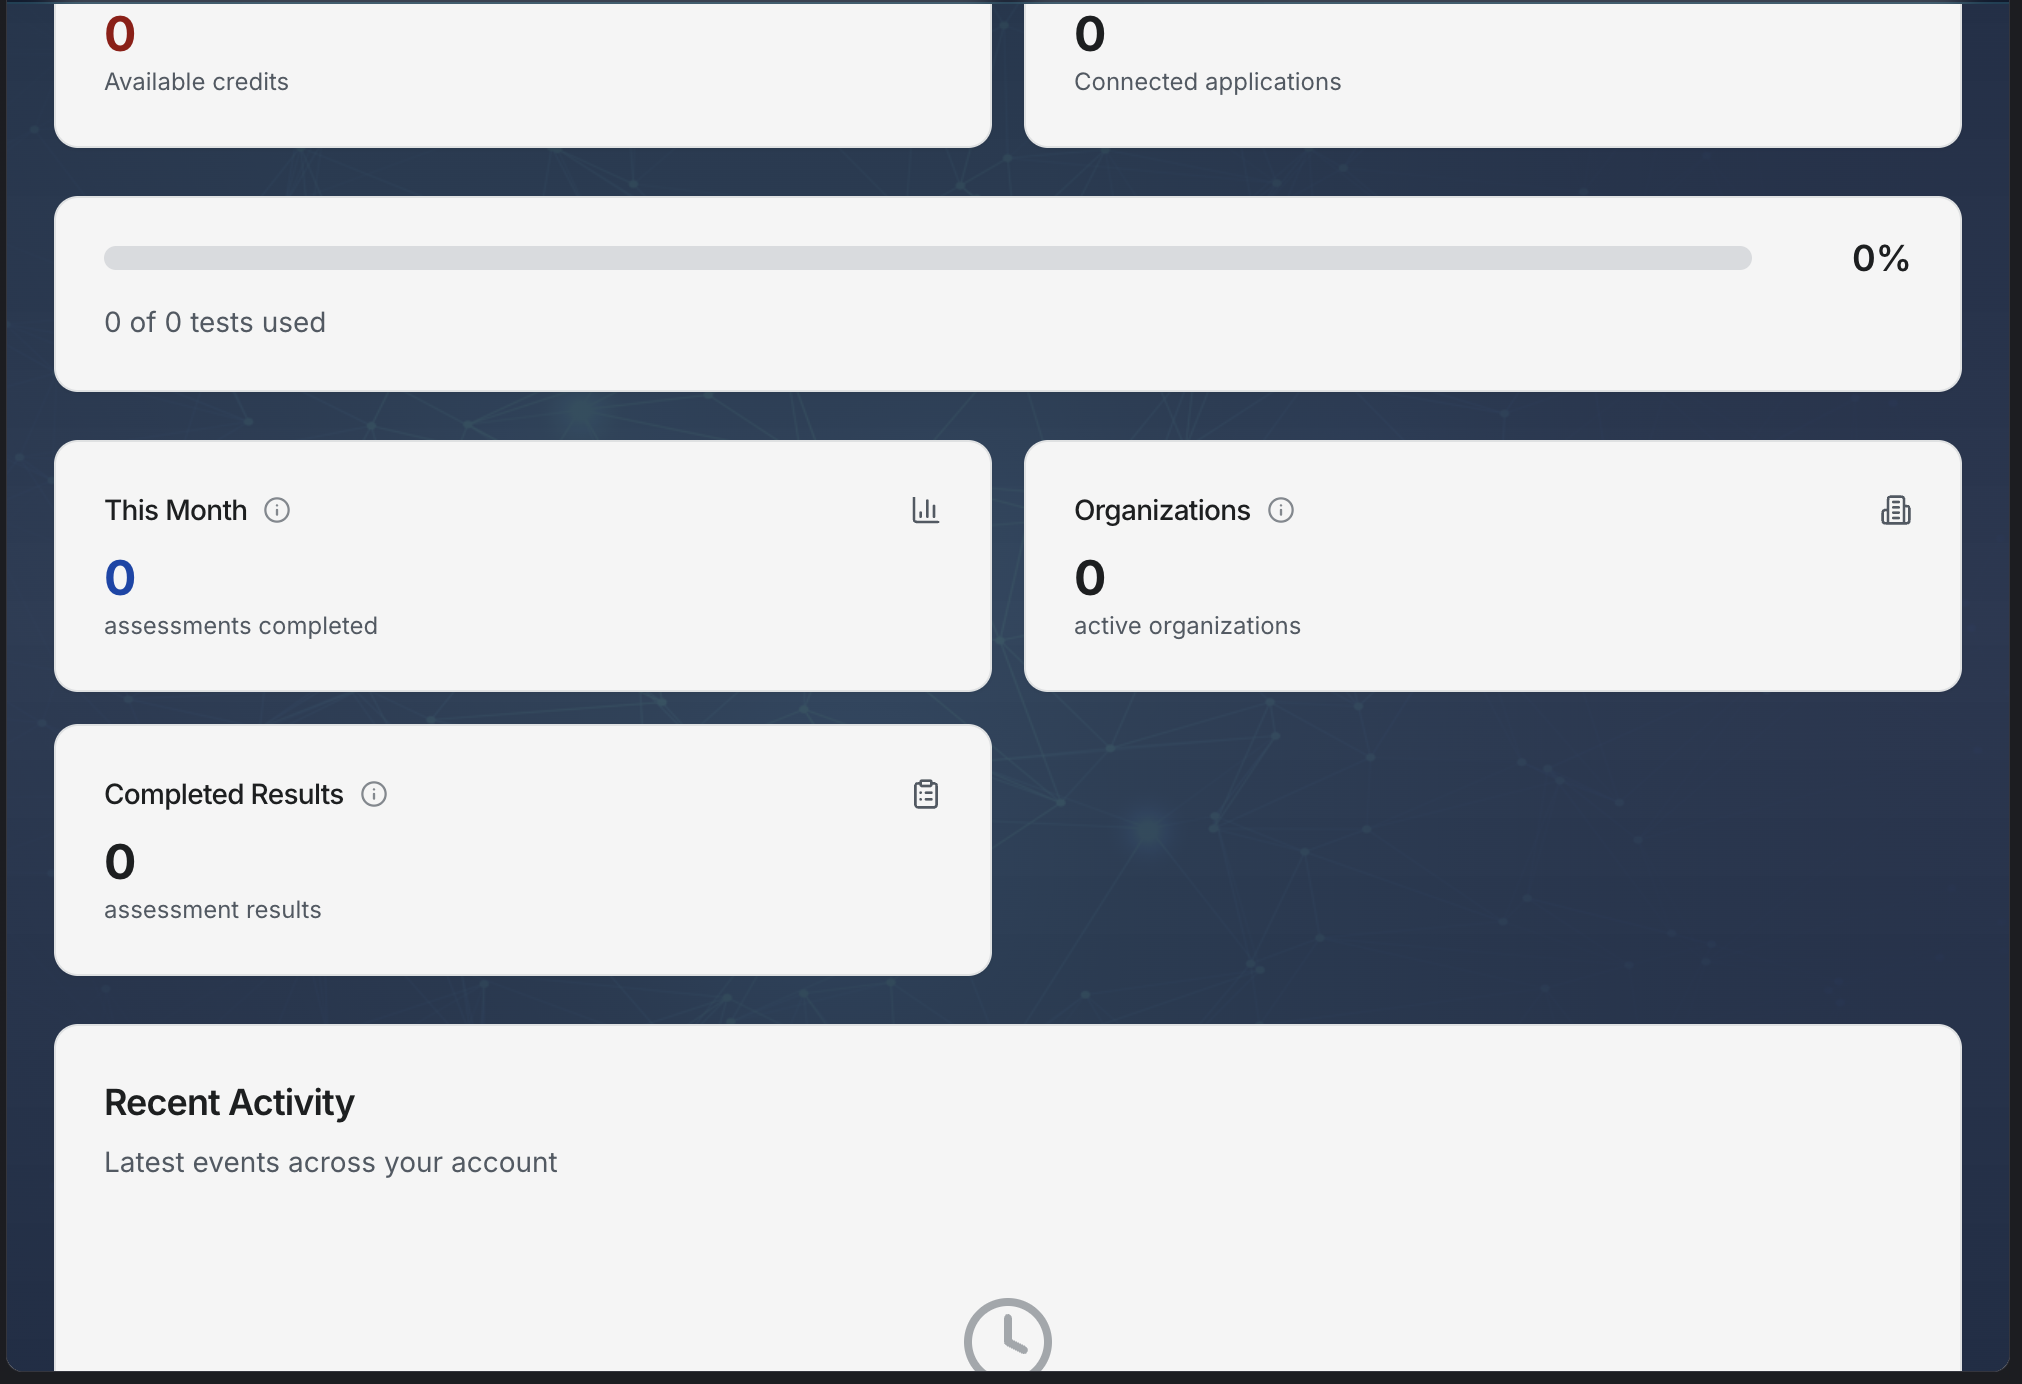 0
Available credits
0
Connected applications
0%
0 of 0 tests used
This Month
0
assessments completed
Organizations
0
active organizations
Completed Results
0
assessment results
Recent Activity
Latest events across your account